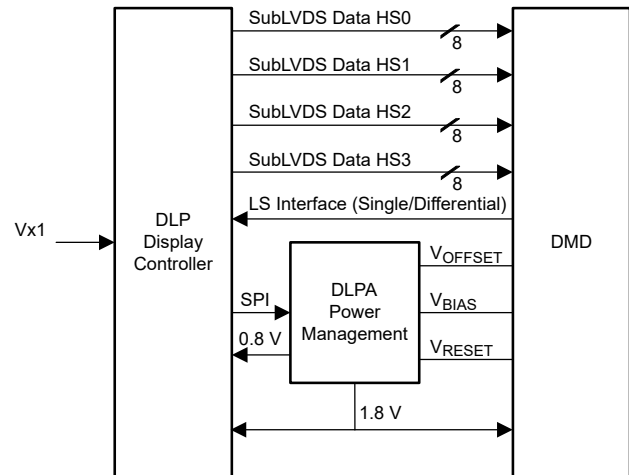 SubLVDS Data HS0
8
SubLVDS Data HS1
8
SubLVDS Data HS2
8
SubLVDS Data HS3
8
LS Interface (Single/Differential)
Vx1
DLP
Display
Controller
DMD
SPI
0.8 V
DLPA
Power
Management
VOFFSET
VBIAS
VRESET
1.8 V